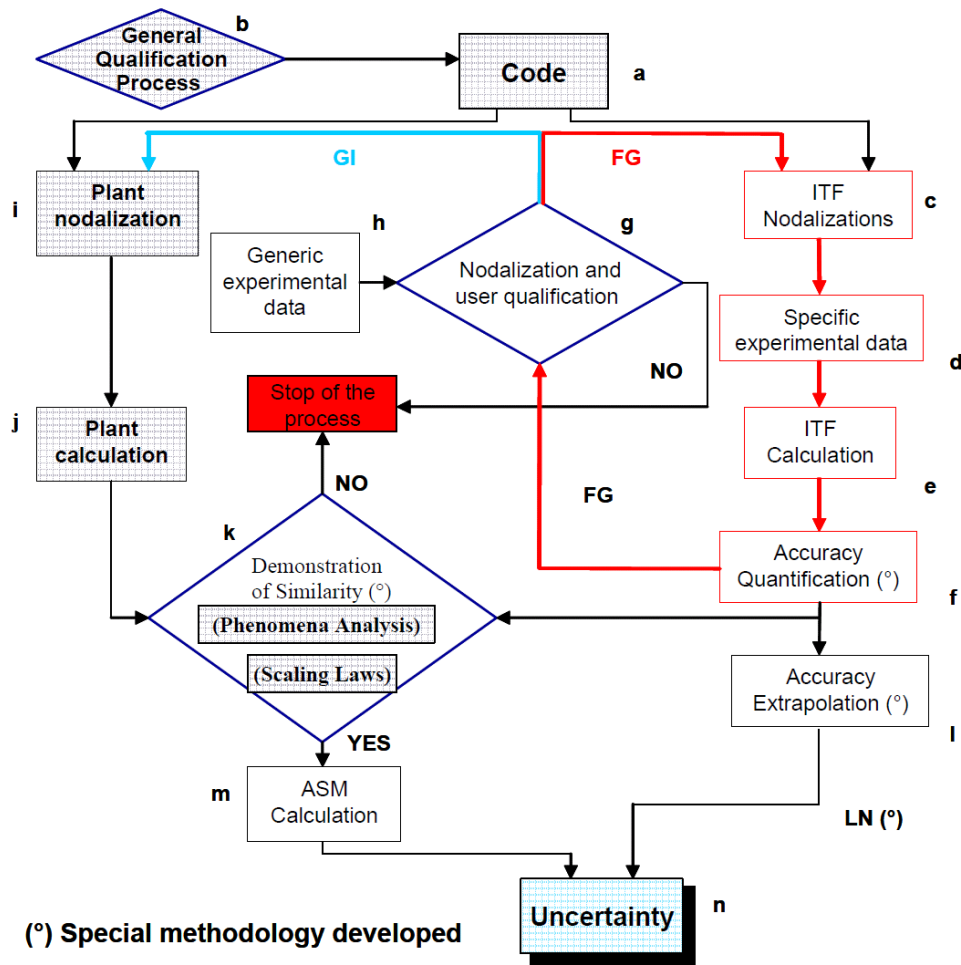 b
General
Qualification
Process
Code
a
GI
FG
i
Plant
nodalization
h
g
ITF
Nodalizations
c
Generic
experimental
data
Nodalization and
user qualification
Specific
experimental data
d
NO
Stop of the
process
j
Plant
calculation
ITF
Calculation
e
NO
FG
k
Demonstration
of Similarity (°)
(Phenomena Analysis)
(Scaling Laws)
Accuracy
Quantification (°)
f
Accuracy
Extrapolation (°)
l
YES
m
ASM
Calculation
LN (°)
Uncertainty
n
(°) Special methodology developed